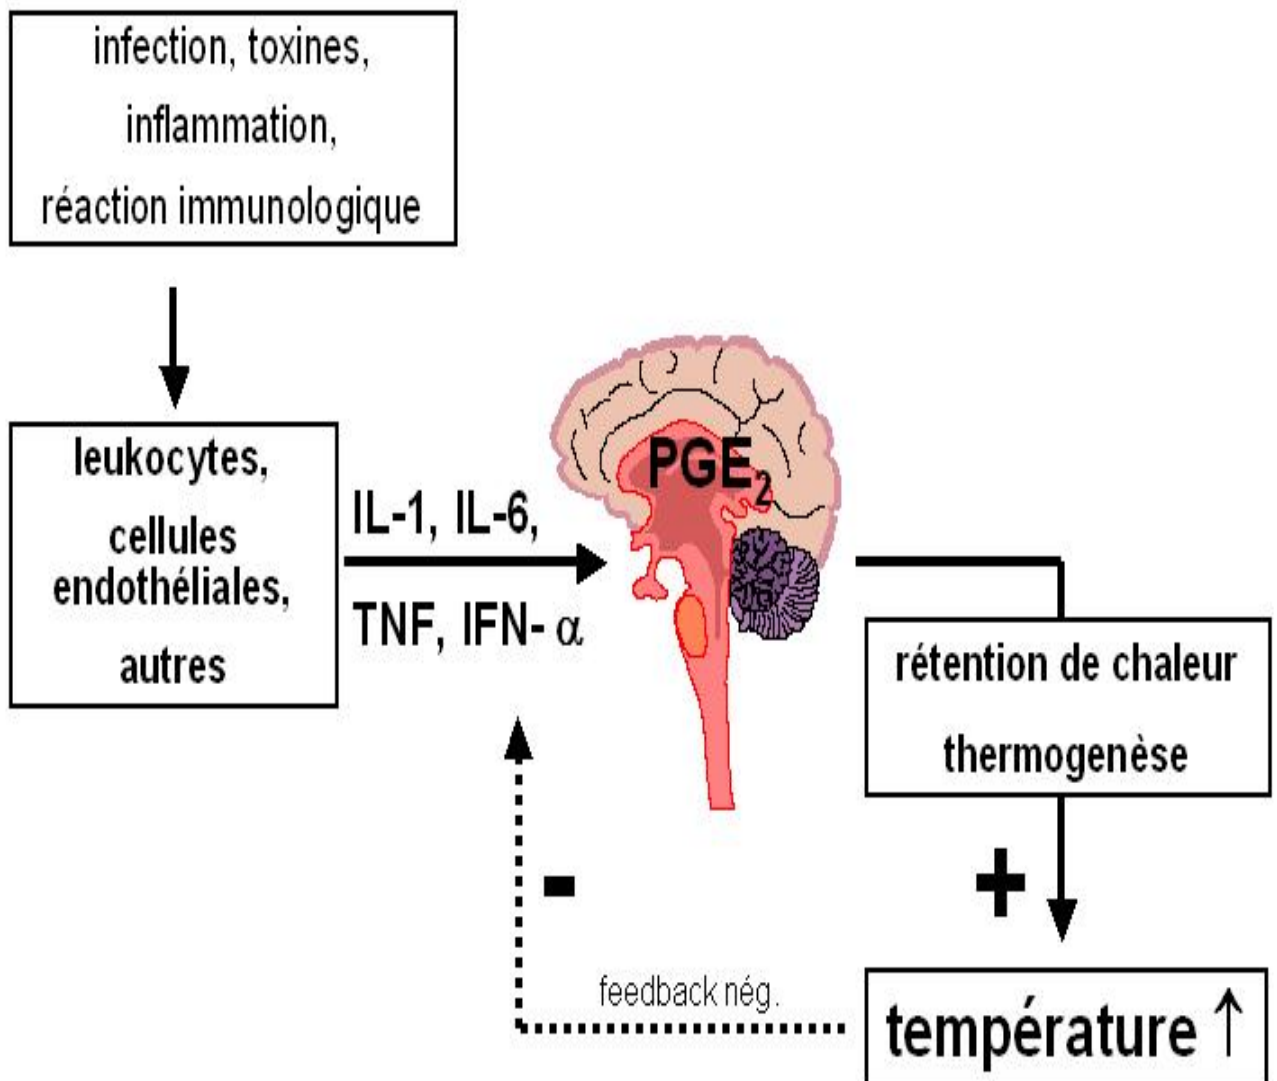 infection, toxines,
inflammation,
réaction immunologique
leukocytes,
cellules
endothéliales,
autres
IL-1, IL-6,
TNF, IFN- α
PGE₂
rétention de chaleur
thermogenèse
+
-
feedback nég.
température ↑